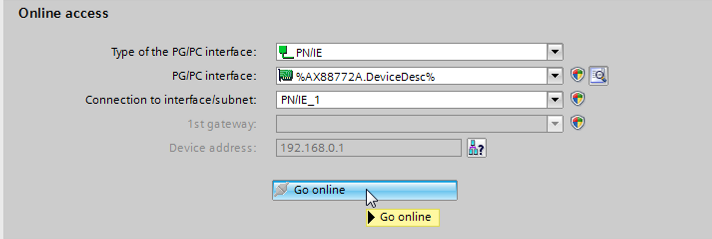 Online access
Type of the PG/PC interface: PN/IE
PG/PC interface: %AX88772A.DeviceDesc%
Connection to interface/subnet: PN/IE_1
1st gateway:
Device address: 192.168.0.1
?
Go online
Go online